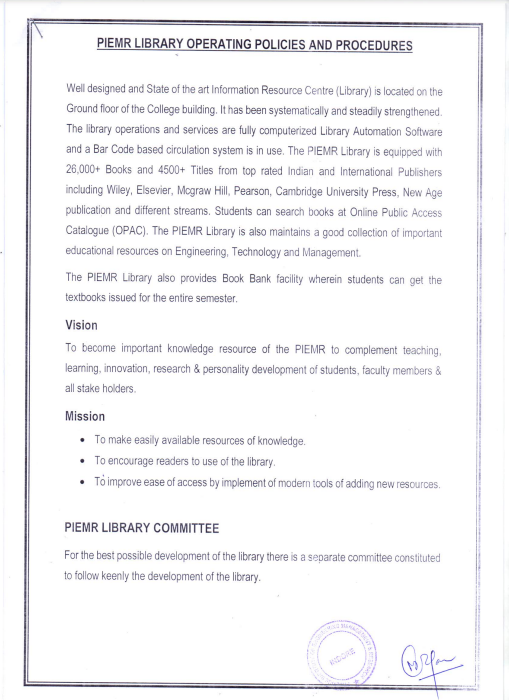 PIEMR LIBRARY OPERATING POLICIES AND PROCEDURES
Well designed and State of the art Information Resource Centre (Library) is located on the
Ground floor of the College building. It has been systematically and steadily strengthened.
The library operations and services are fully computerized Library Automation Software
and a Bar Code based circulation system is in use. The PIEMR Library is equipped with
26,000+ Books and 4500+ Titles from top rated Indian and International Publishers
including Wiley, Elsevier, Mcgraw Hill, Pearson, Cambridge University Press, New Age
publication and different streams. Students can search books at Online Public Access
Catalogue (OPAC). The PIEMR Library is also maintains a good collection of important
educational resources on Engineering, Technology and Management.
The PIEMR Library also provides Book Bank facility wherein students can get the
textbooks issued for the entire semester.
Vision
To become important knowledge resource of the PIEMR to complement teaching,
learning, innovation, research & personality development of students, faculty members &
all stake holders.
Mission
• To make easily available resources of knowledge.
• To encourage readers to use of the library.
• To improve ease of access by implement of modern tools of adding new resources.
PIEMR LIBRARY COMMITTEE
For the best possible development of the library there is a separate committee constituted
to follow keenly the development of the library.
INDORE